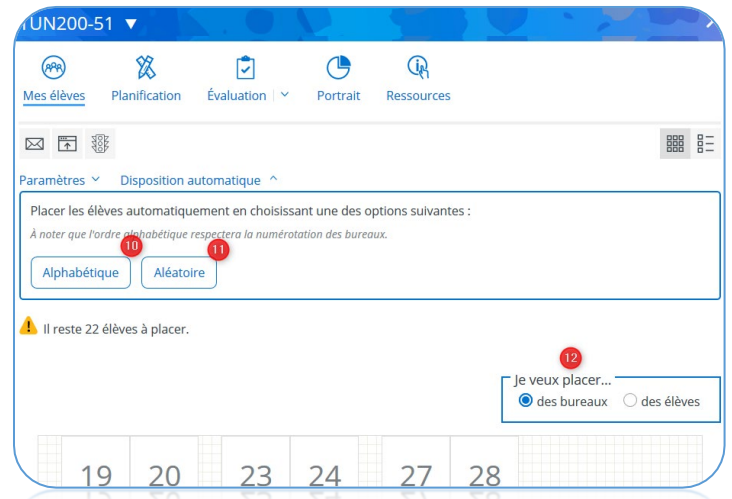 TUN200-51 ▼
Mes élèves Planification Évaluation Portrait Ressources
Paramètres Disposition automatique
Placer les élèves automatiquement en choisissant une des options suivantes :
À noter que l'ordre alphabétique respectera la numérotation des bureaux.
10 11
Alphabétique Aléatoire
Il reste 22 élèves à placer.
12
Je veux placer...
des bureaux des élèves
19 20 23 24 27 28